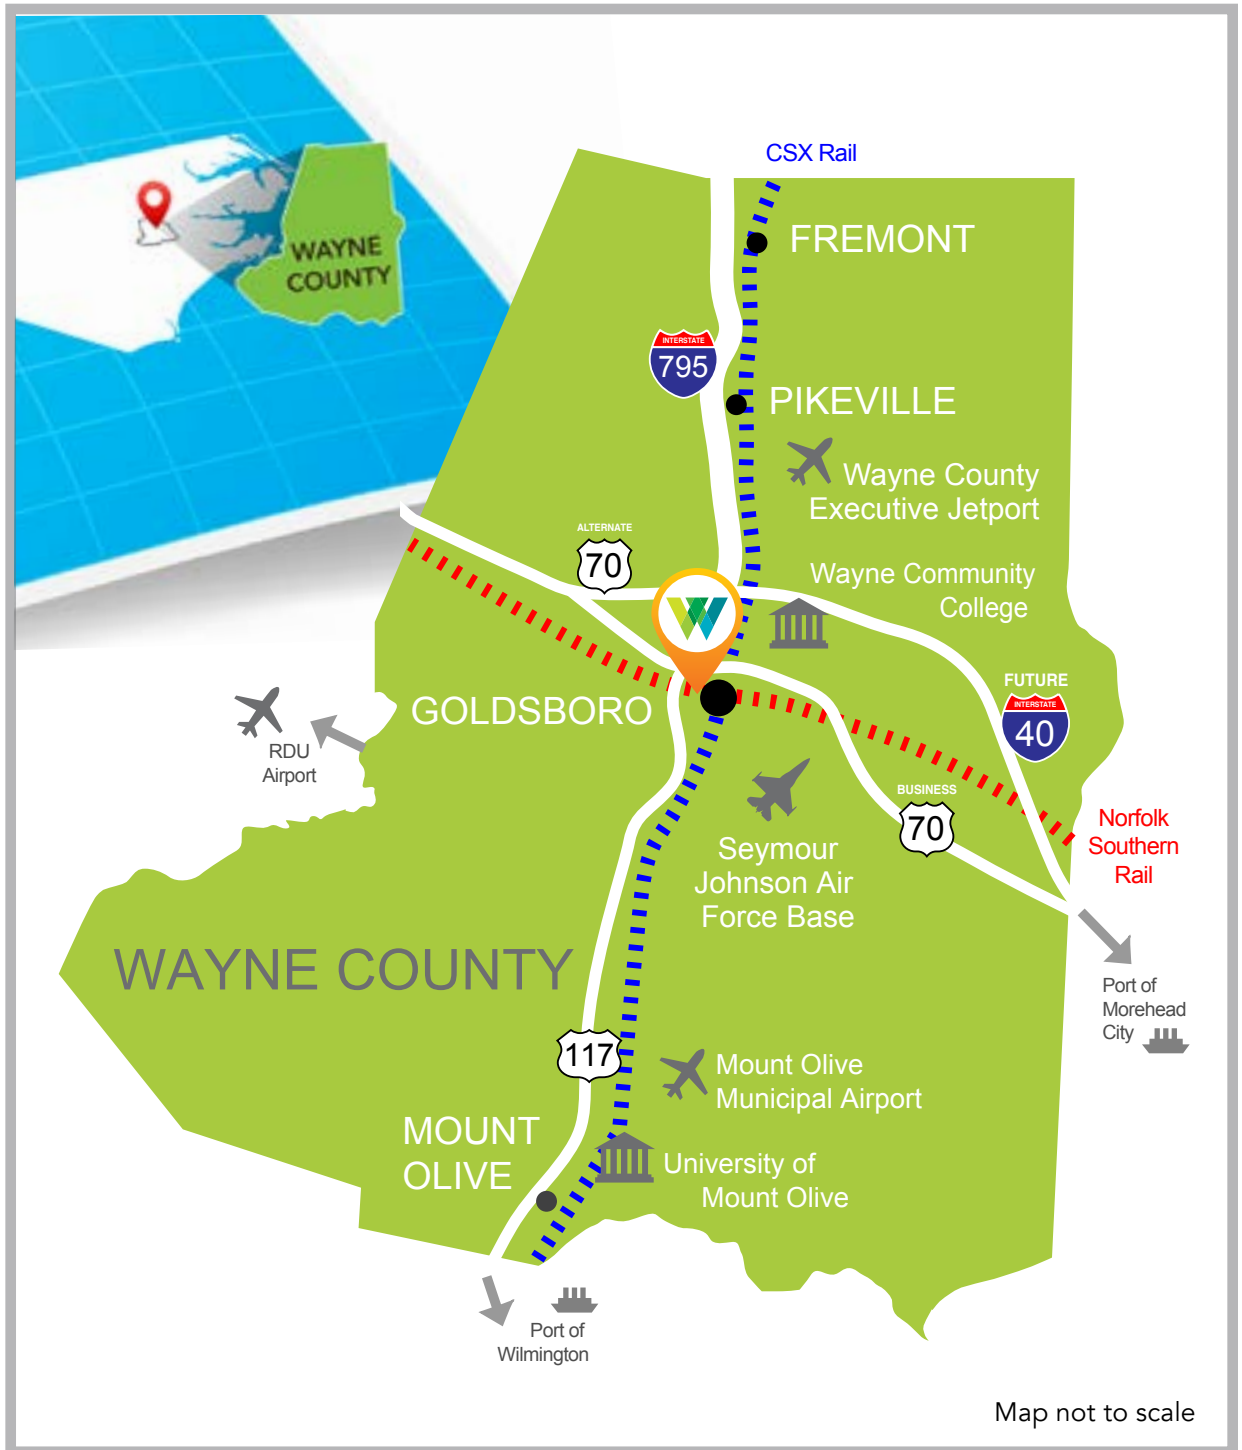 CSX Rail
FREMONT
WAYNE
COUNTY
INTERSTATE
795
PIKEVILLE
Wayne County
Executive Jetport
ALTERNATE
70
Wayne Community
College
FUTURE
INTERSTATE
40
GOLDSBORO
RDU
Airport
BUSINESS
70
Norfolk
Southern
Rail
Seymour
Johnson Air
Force Base
WAYNE COUNTY
Port of
Morehead
City
117
Mount Olive
Municipal Airport
MOUNT
OLIVE
University of
Mount Olive
Port of
Wilmington
Map not to scale